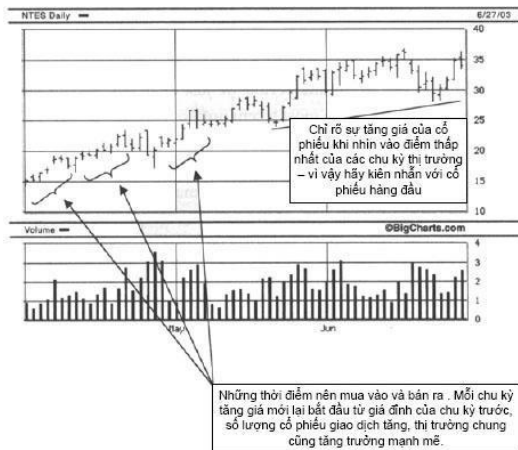 NTES Daily
6/27/03
40
35
30
25
20
15
10
Chỉ rõ sự tăng giá của cổ
phiếu khi nhìn vào điểm thấp
nhất của các chu kỳ thị trường
– vì vậy hãy kiên nhẫn với cổ
phiếu hàng đầu
Volume
©BigCharts.com
4
3
2
1
0
May
Jun
Những thời điểm nên mua vào và bán ra . Mỗi chu kỳ
tăng giá mới lại bắt đầu từ giá đỉnh của chu kỳ trước,
số lượng cổ phiếu giao dịch tăng, thị trường chung
cũng tăng trưởng mạnh mẽ.